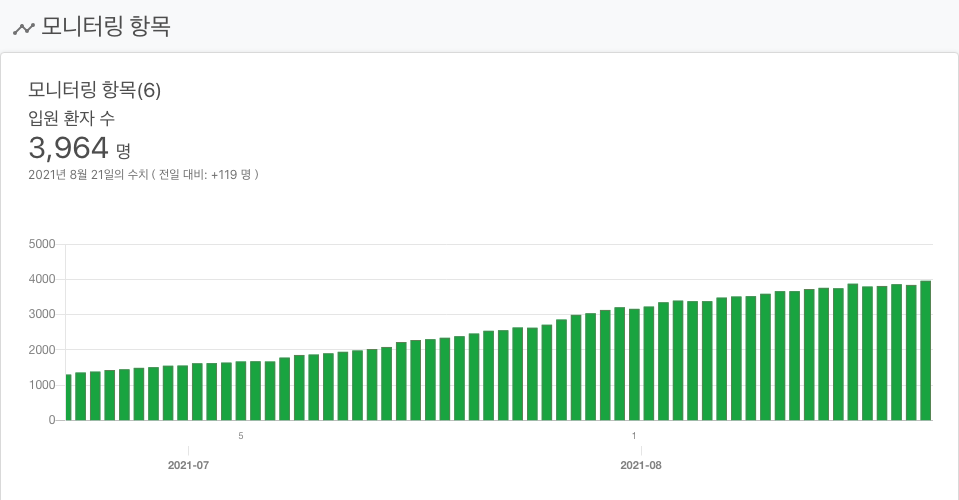 모니터링 항목
모니터링 항목(6)
입원 환자 수
3,964 명
2021년 8월 21일의 수치 ( 전일 대비: +119 명 )
5000
4000
3000
2000
1000
0
5 1
2021-07 2021-08